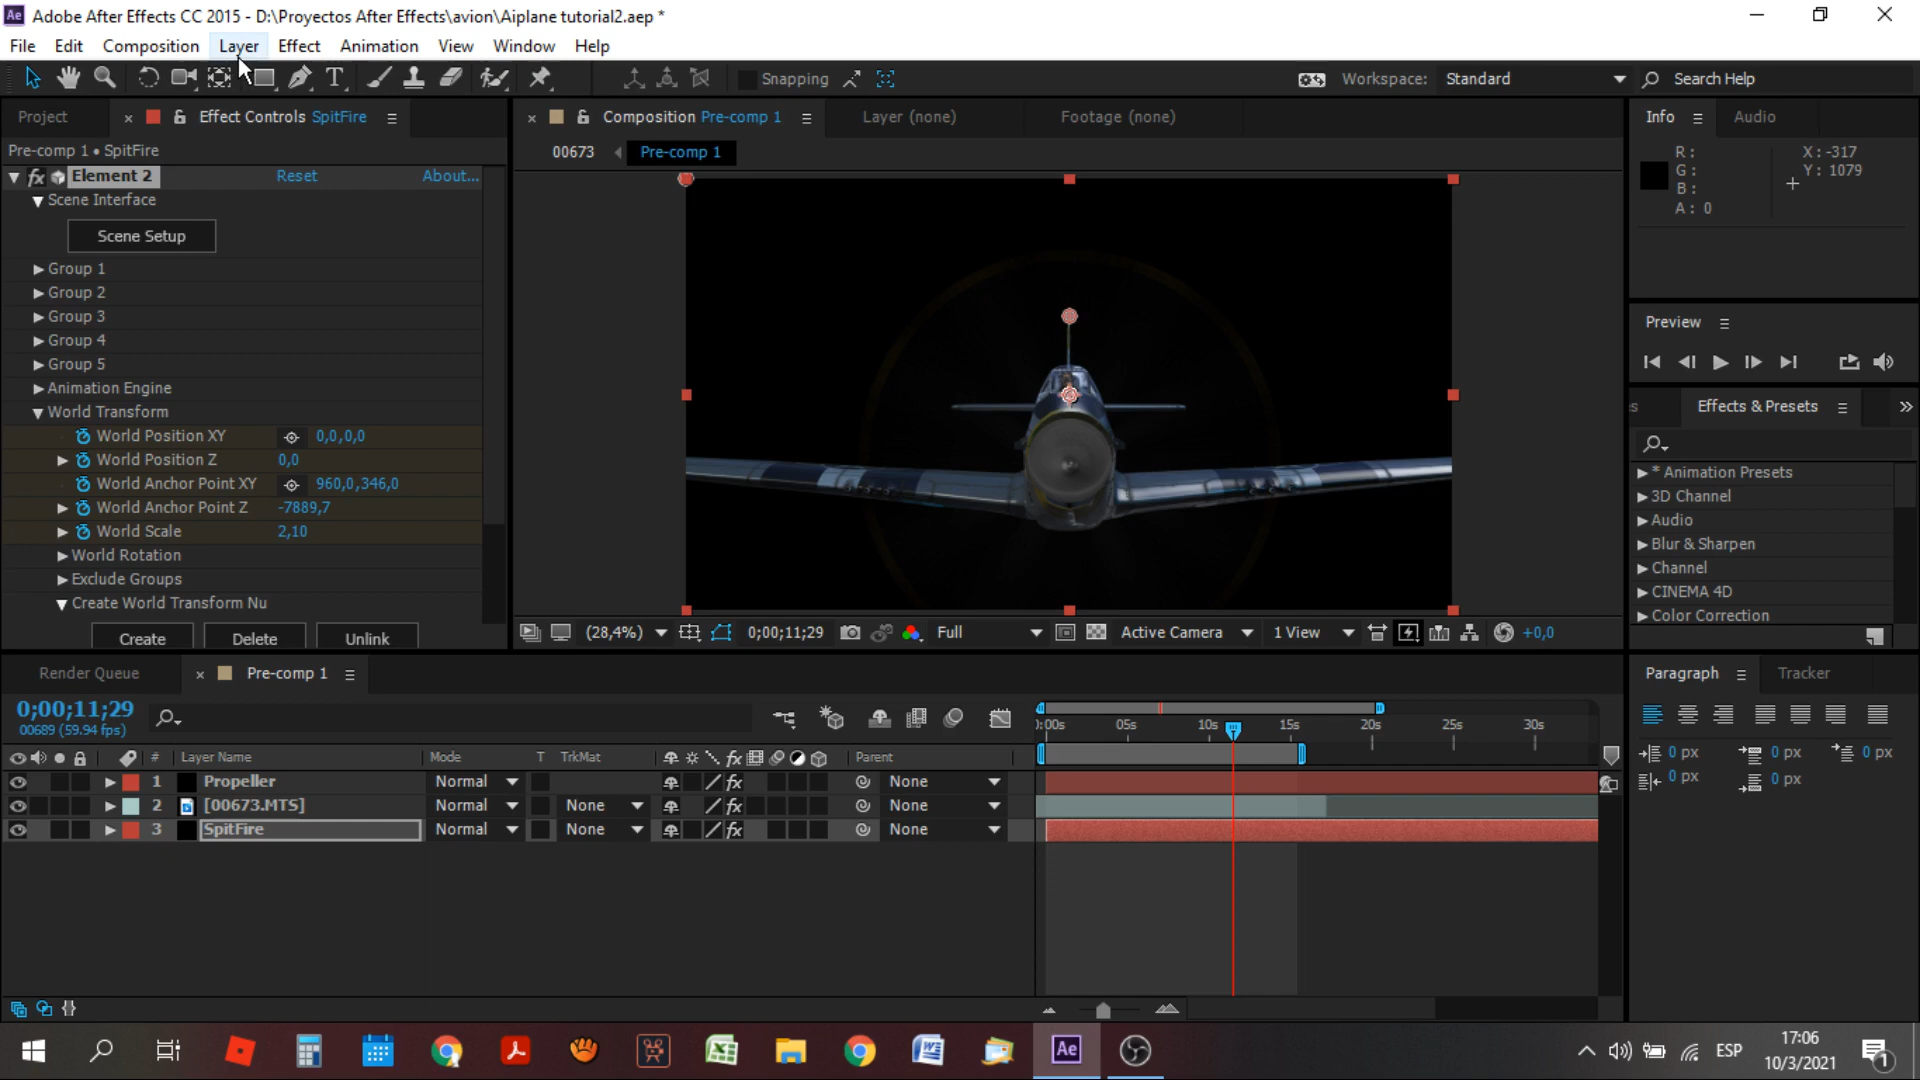 Ae Adobe After Effects CC 2015 - D:\Proyectos After Effects\avion\Aiplane tutorial2.aep *
File Edit Composition Layer Effect Animation View Window Help
T Snapping Workspace: Standard Search Help
Project Effect Controls SpitFire Composition Pre-comp 1 Layer (none) Footage (none) Info Audio
Pre-comp 1 • SpitFire 00673 Pre-comp 1
fx Element 2 Reset About...
Scene Interface
Scene Setup
Group 1
Group 2
Group 3
Group 4
Group 5
Animation Engine
World Transform
World Position XY 0,0,0,0
World Position Z 0,0
World Anchor Point XY 960,0,346,0
World Anchor Point Z -7889,7
World Scale 2,10
World Rotation
Exclude Groups
Create World Transform Nu
Create Delete Unlink
(28,4%) 0;00;11;29 Full Active Camera 1 View +0,0
R: X: -317
G: Y: 1079
B:
A: 0
Preview
s Effects & Presets
* Animation Presets
3D Channel
Audio
Blur & Sharpen
Channel
CINEMA 4D
Color Correction
Render Queue Pre-comp 1
0;00;11;29
00689 (59.94 fps)
):00s 05s 10s 15s 20s 25s 30s
# Layer Name Mode T TrkMat fx Parent
1 Propeller Normal fx None
2 [00673.MTS] Normal None fx None
3 SpitFire Normal None fx None
Paragraph Tracker
0 px 0 px 0 px
0 px 0 px
Ae ESP 17:06
10/3/2021 1